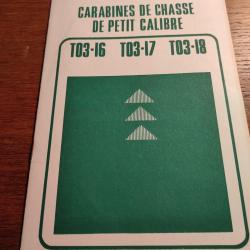 CARABINES DE CHASSE
DE PETIT CALIBRE
TO3-16 TO3-17 TO3-18